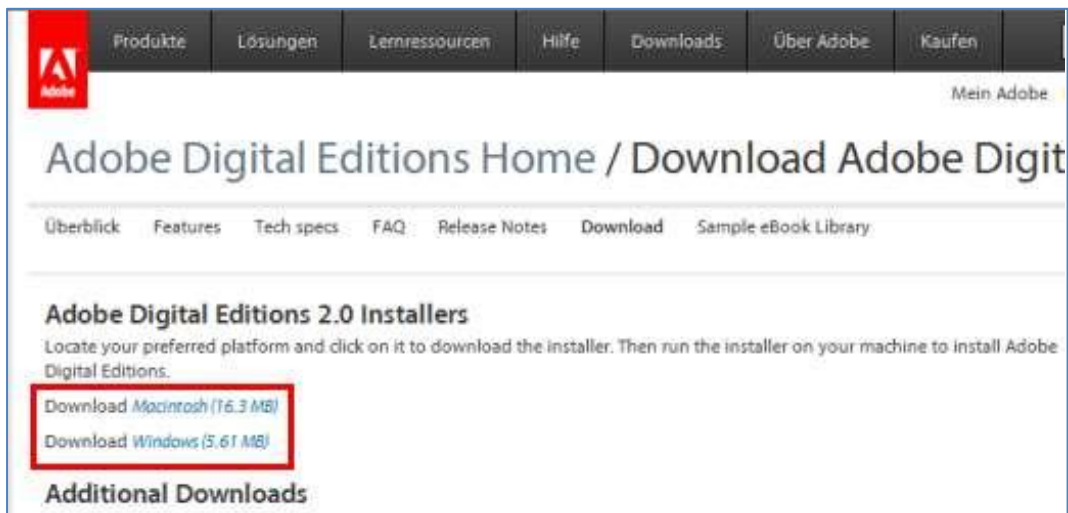 Produkte Lösungen Lernressourcen Hilfe Downloads Über Adobe Kaufen
Adobe
Mein Adobe
Adobe Digital Editions Home / Download Adobe Digit
Überblick Features Tech specs FAQ Release Notes Download Sample eBook Library
Adobe Digital Editions 2.0 Installers
Locate your preferred platform and click on it to download the installer. Then run the installer on your machine to install Adobe
Digital Editions.
Download Macintosh (16.3 MB)
Download Windows (5.61 MB)
Additional Downloads